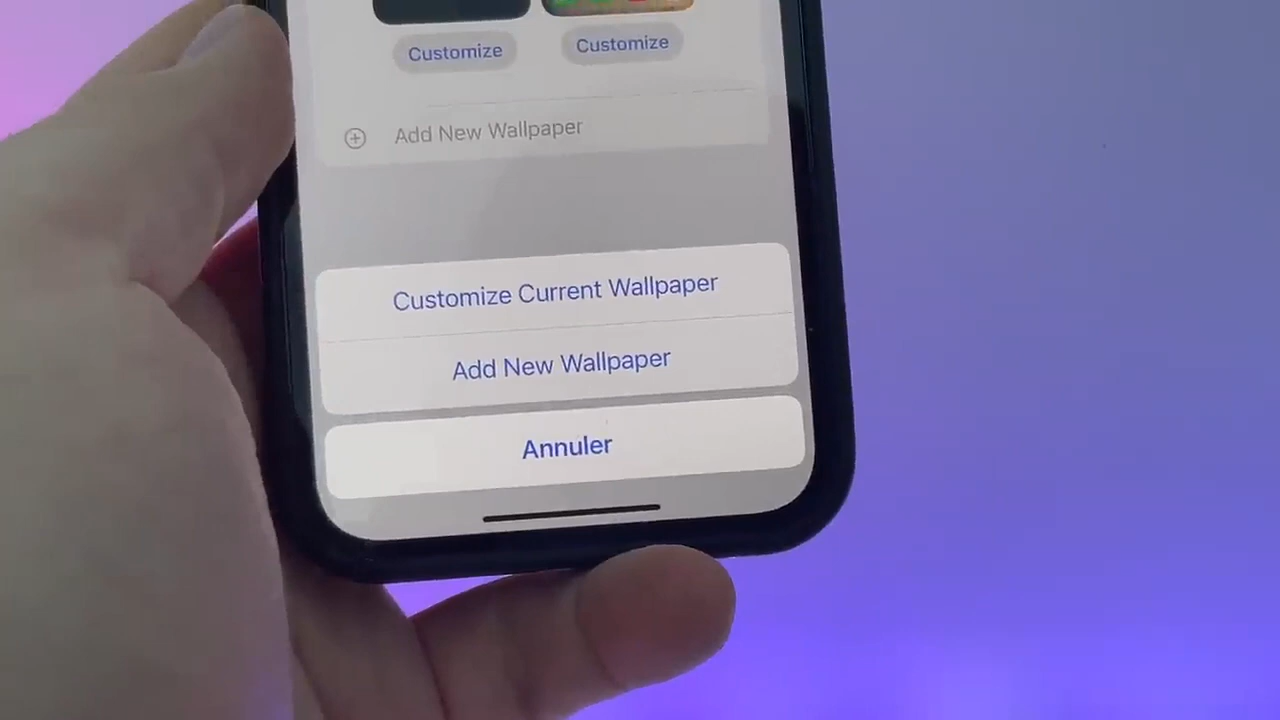 Customize
Customize
Add New Wallpaper
Customize Current Wallpaper
Add New Wallpaper
Annuler